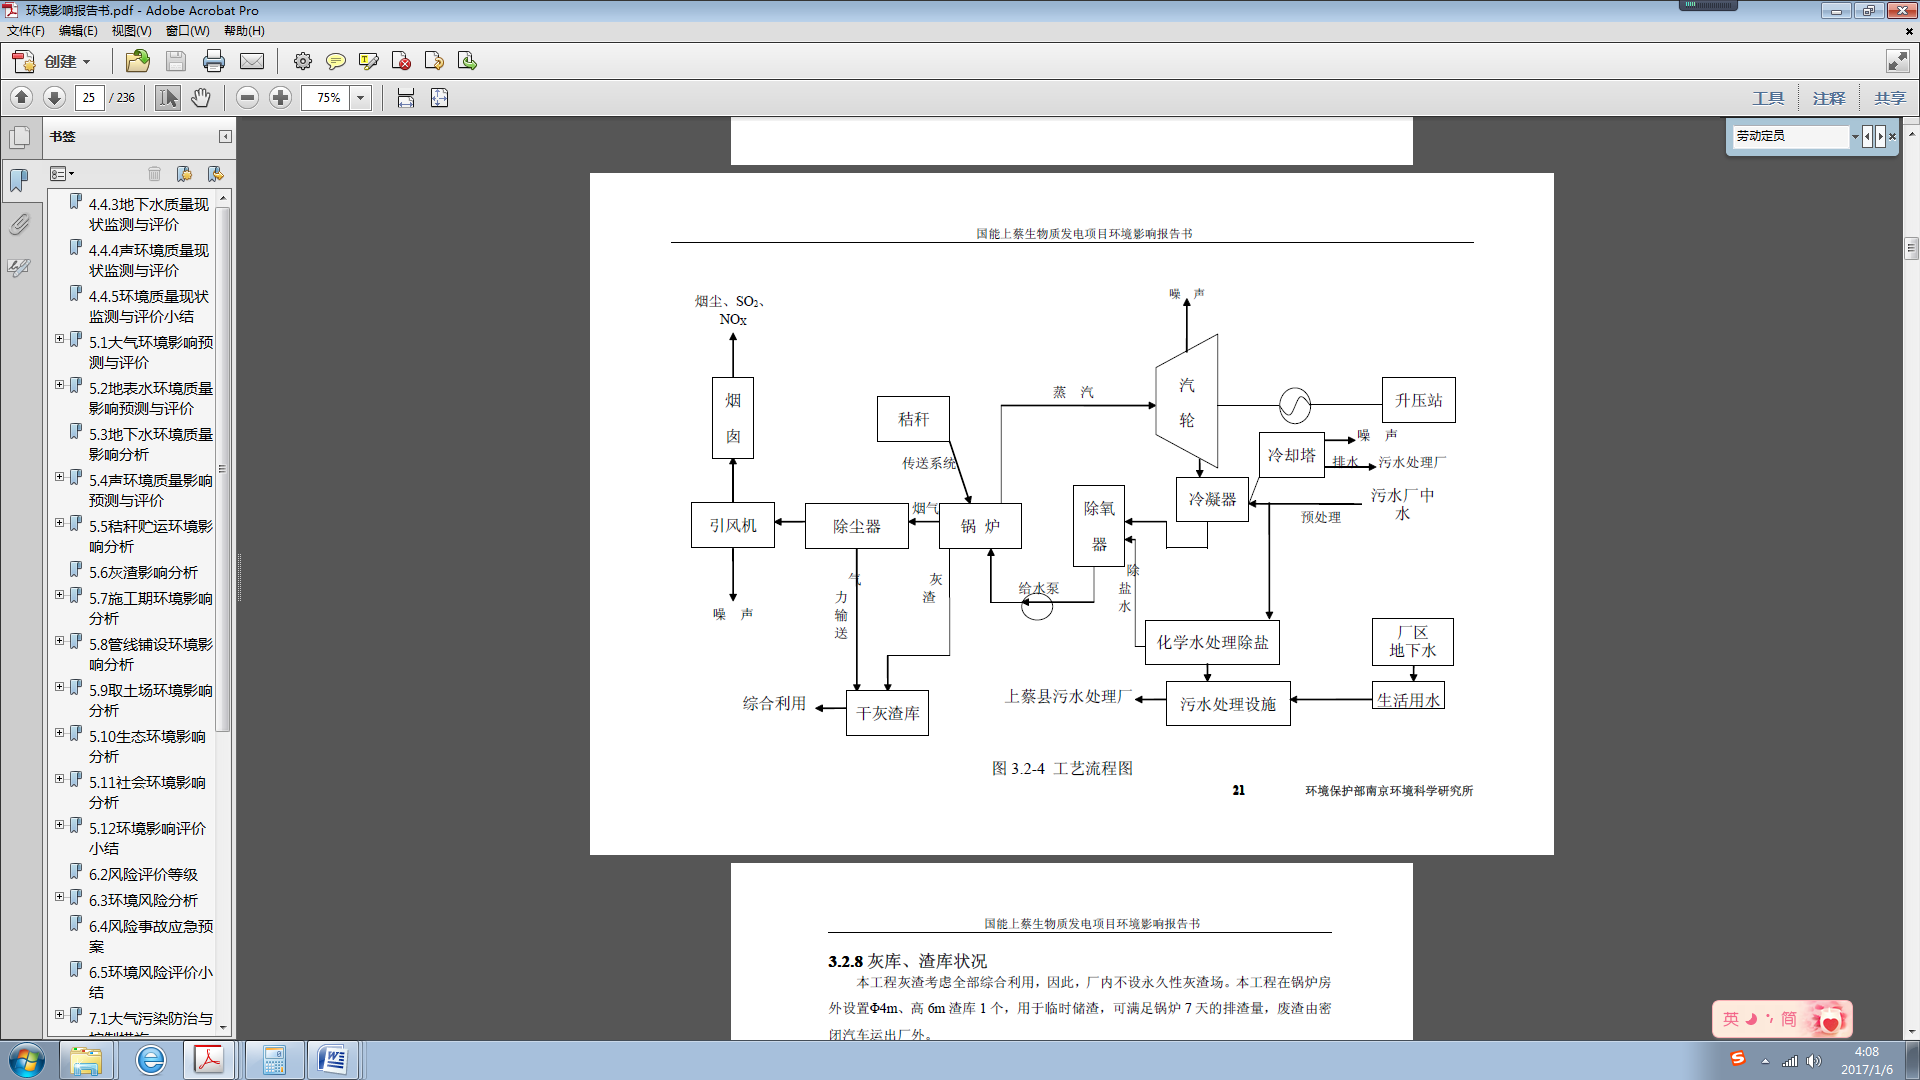 环境影响报告书.pdf - Adobe Acrobat Pro
文件(F) 编辑(E) 视图(V) 窗口(W) 帮助(H)
创建
25 / 236 75%
工具 注释 共享
书签
劳动定员
4.4.3地下水质量现
状监测与评价
4.4.4声环境质量现
状监测与评价
4.4.5环境质量现状
监测与评价小结
5.1大气环境影响预
测与评价
5.2地表水环境质量
影响预测与评价
5.3地下水环境质量
影响分析
5.4声环境质量影响
预测与评价
5.5秸秆贮运环境影
响分析
5.6灰渣影响分析
5.7施工期环境影响
分析
5.8管线铺设环境影
响分析
5.9取土场环境影响
分析
5.10生态环境影响
分析
5.11社会环境影响
分析
5.12环境影响评价
小结
6.2风险评价等级
6.3环境风险分析
6.4风险事故应急预
案
6.5环境风险评价小
结
7.1大气污染防治与
国能上蔡生物质发电项目环境影响报告书
烟尘、SO₂、
NOX
烟
囱
引风机
噪 声
除尘器
烟气
秸秆
传送系统
锅 炉
气
力
输
送
灰
渣
综合利用
干灰渣库
蒸 汽
噪 声
汽
轮
升压站
冷却塔
噪 声
排水
污水处理厂
冷凝器
污水厂中
水
预处理
除氧
器
给水泵
除
盐
水
化学水处理除盐
厂区
地下水
上蔡县污水处理厂
污水处理设施
生活用水
图 3.2-4 工艺流程图
21 环境保护部南京环境科学研究所
国能上蔡生物质发电项目环境影响报告书
3.2.8 灰库、渣库状况
本工程灰渣考虑全部综合利用，因此，厂内不设永久性灰渣场。本工程在锅炉房
外设置Φ4m、高 6m 渣库 1 个，用于临时储渣，可满足锅炉 7 天的排渣量，废渣由密
闭汽车运出厂外。
英 简
4:08
2017/1/6